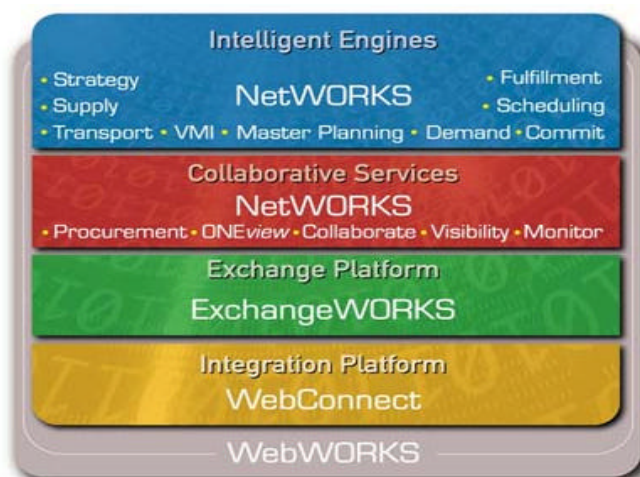 Intelligent Engines
• Strategy
• Supply
NetWORKS
• Fulfillment
• Scheduling
• Transport • VMI • Master Planning • Demand • Commit
Collaborative Services
NetWORKS
• Procurement • ONEview • Collaborate • Visibility • Monitor
Exchange Platform
ExchangeWORKS
Integration Platform
WebConnect
WebWORKS